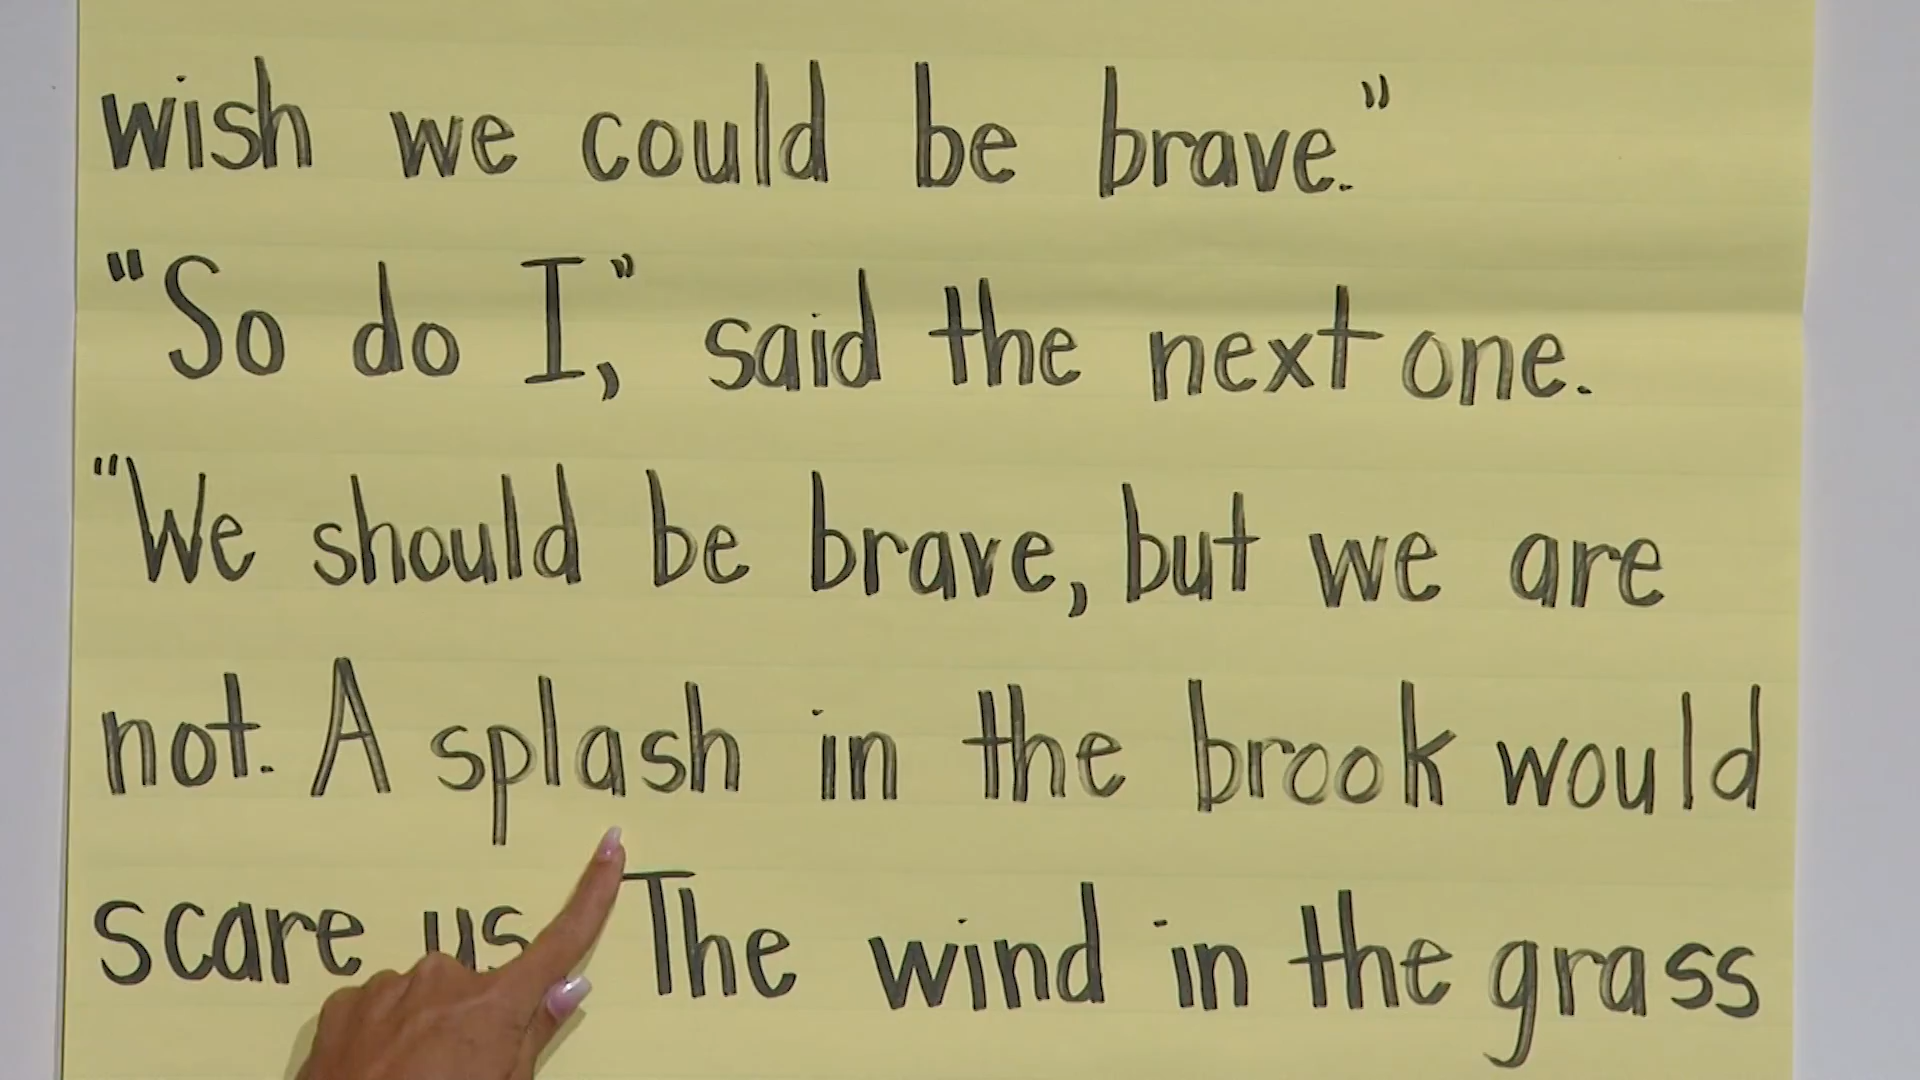 wish we could be brave."
"So do I," said the next one.
"We should be brave, but we are
not. A splash in the brook would
scare us The wind in the grass